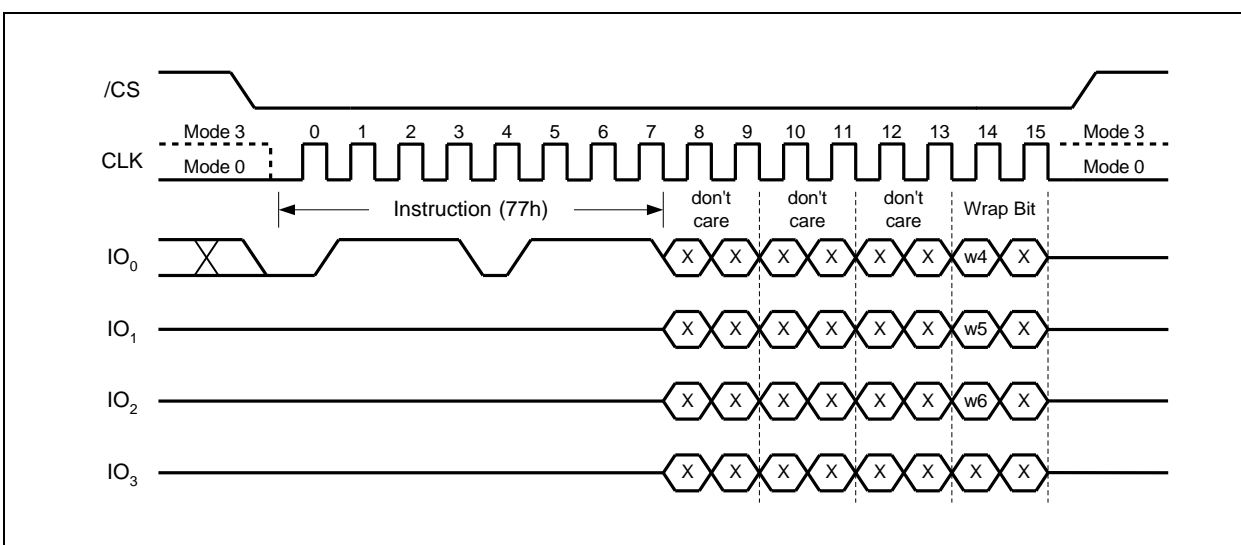 /CS
Mode 3 0 1 2 3 4 5 6 7 8 9 10 11 12 13 14 15 Mode 3
CLK
Mode 0 Mode 0
Instruction (77h) don't care don't care don't care Wrap Bit
IO0 X X X X X X w4 X
IO1 X X X X X X w5 X
IO2 X X X X X X w6 X
IO3 X X X X X X X X